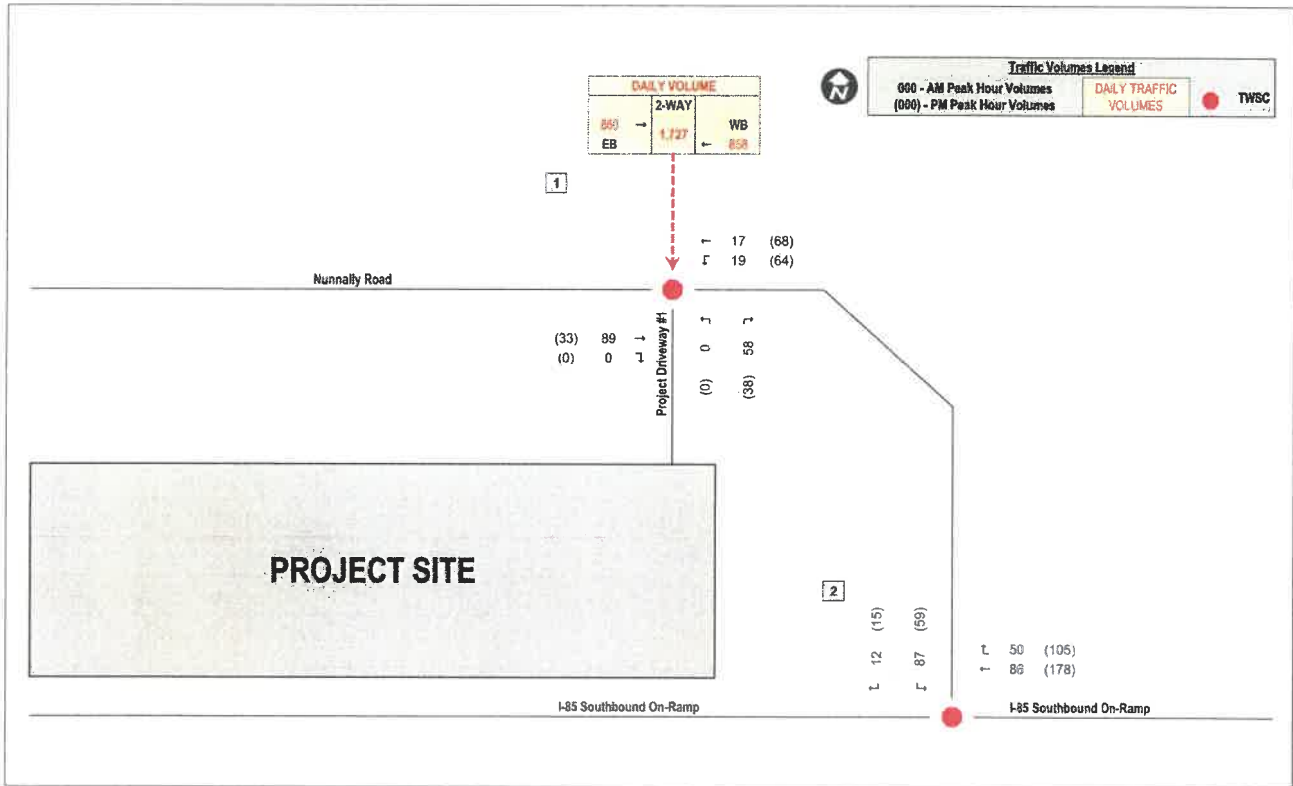 Traffic Volumes Legend
000 - AM Peak Hour Volumes
(000) - PM Peak Hour Volumes
DAILY TRAFFIC
VOLUMES
TWSC
N
DAILY VOLUME
2-WAY
→ WB
1,727
EB ← 858
1
← 17 (68)
↰ 19 (64)
Nunnally Road
(33) 89 →
(0) 0 ↴
Project Driveway #1
(0) 0
(38) 58
PROJECT SITE
2
12 (15)
87 (59)
50 (105)
← 86 (178)
I-85 Southbound On-Ramp
I-85 Southbound On-Ramp